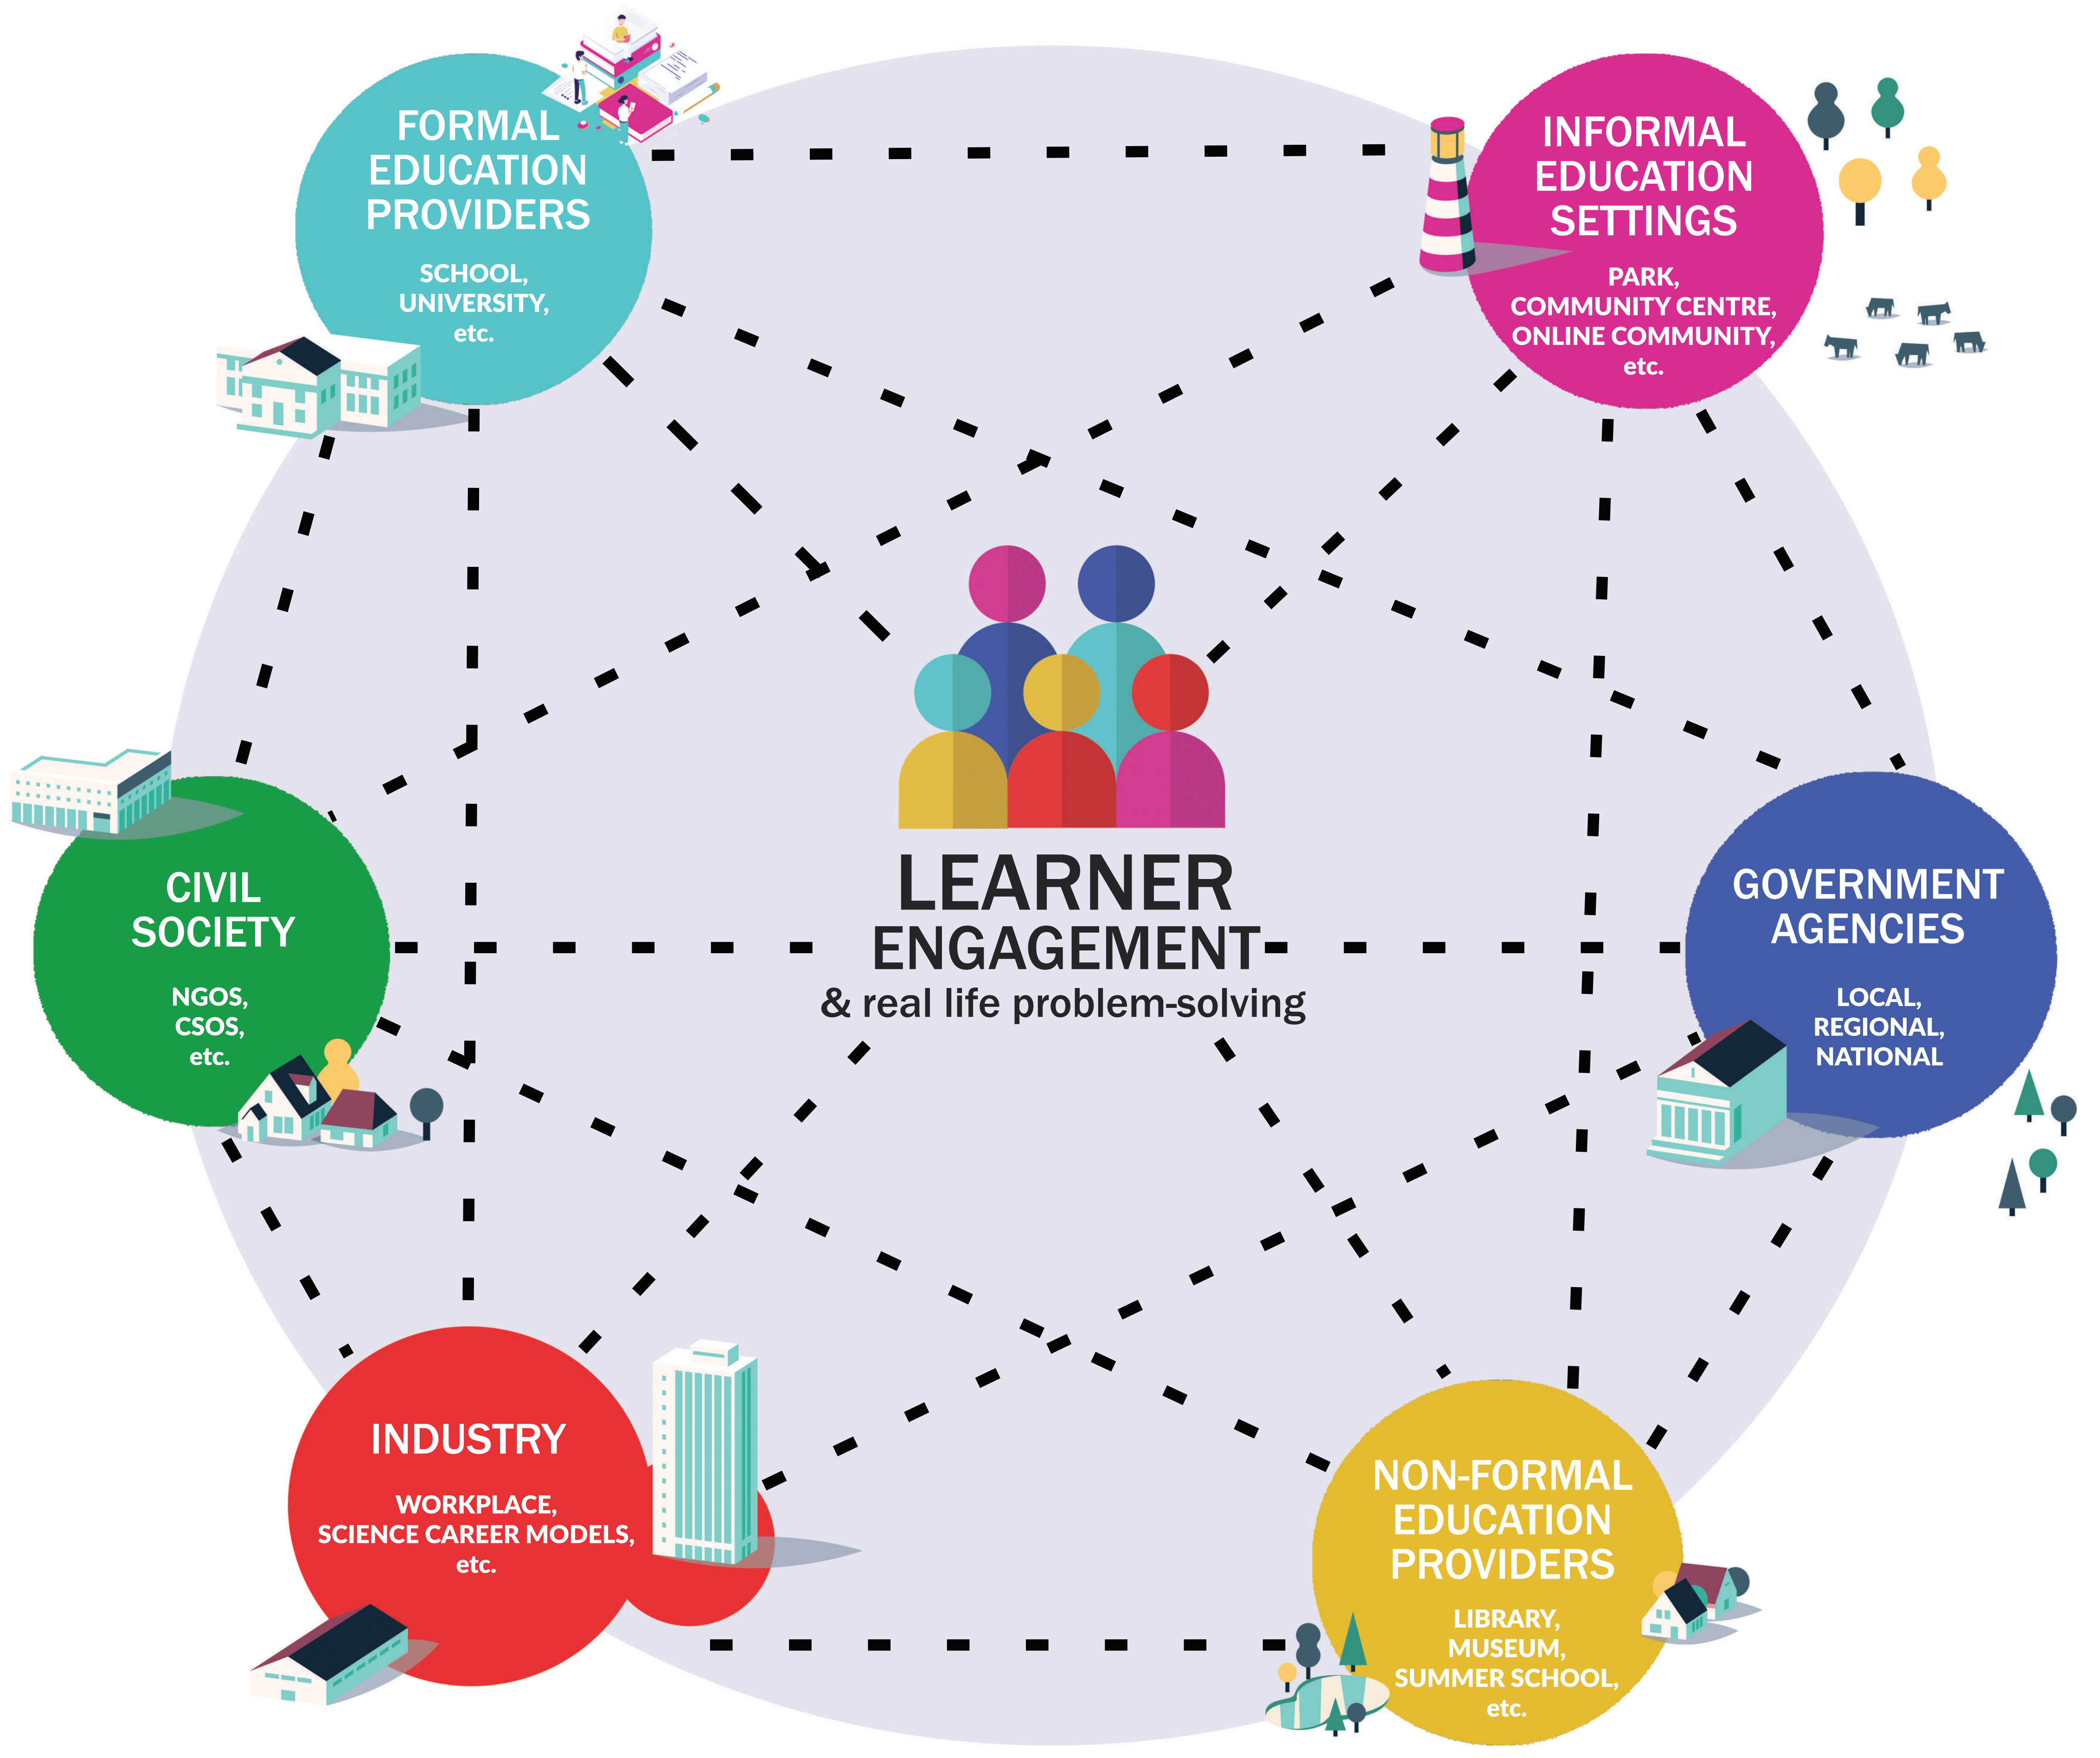 FORMAL
EDUCATION
PROVIDERS
SCHOOL,
UNIVERSITY,
etc.
INFORMAL
EDUCATION
SETTINGS
PARK,
COMMUNITY CENTRE,
ONLINE COMMUNITY,
etc.
CIVIL
SOCIETY
NGOS,
CSOS,
etc.
LEARNER
ENGAGEMENT
& real life problem-solving
GOVERNMENT
AGENCIES
LOCAL,
REGIONAL,
NATIONAL
INDUSTRY
WORKPLACE,
SCIENCE CAREER MODELS,
etc.
NON-FORMAL
EDUCATION
PROVIDERS
LIBRARY,
MUSEUM,
SUMMER SCHOOL,
etc.